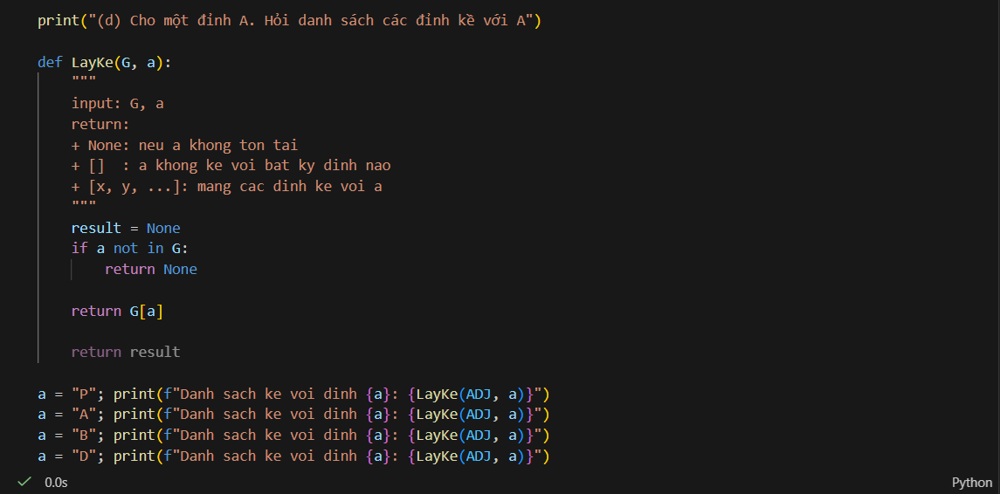 print("(d) Cho một đỉnh A. Hỏi danh sách các đỉnh kề với A")
def LayKe(G, a):
"""
input: G, a
return:
+ None: neu a khong ton tai
+ []  : a khong ke voi bat ky dinh nao
+ [x, y, ...]: mang cac dinh ke voi a
"""
result = None
if a not in G:
return None
return G[a]
return result
a = "P"; print(f"Danh sach ke voi dinh {a}: {LayKe(ADJ, a)}")
a = "A"; print(f"Danh sach ke voi dinh {a}: {LayKe(ADJ, a)}")
a = "B"; print(f"Danh sach ke voi dinh {a}: {LayKe(ADJ, a)}")
a = "D"; print(f"Danh sach ke voi dinh {a}: {LayKe(ADJ, a)}")
0.0s Python